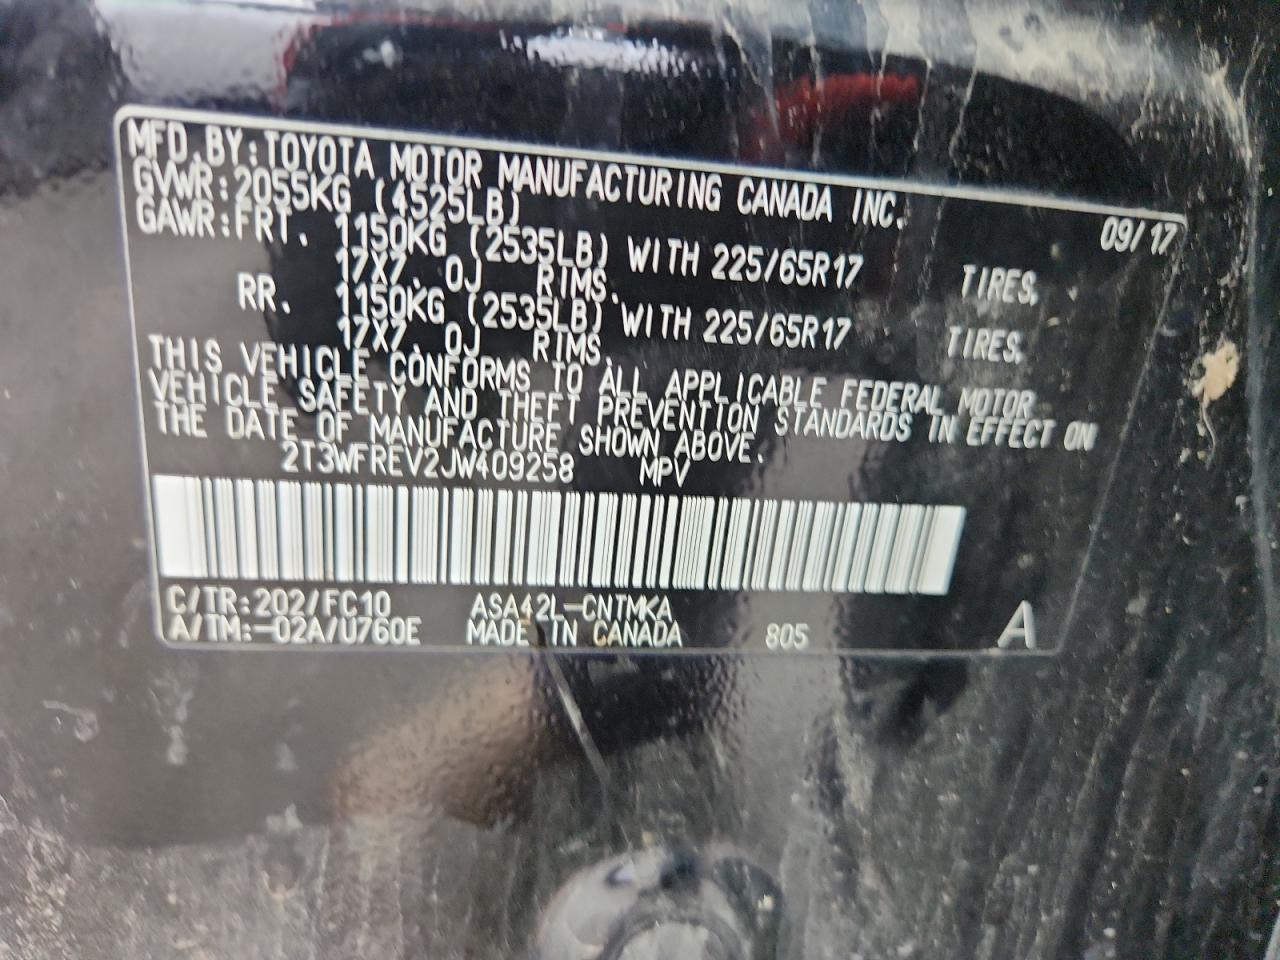 MFD.BY:TOYOTA MOTOR MANUFACTURING CANADA INC. 09/17
GVWR:2055KG (4525LB)
GAWR:FRT. 1150KG (2535LB) WITH 225/65R17 TIRES,
17X7.0J RIMS.
RR. 1150KG (2535LB) WITH 225/65R17 TIRES,
17X7.0J RIMS.
THIS VEHICLE CONFORMS TO ALL APPLICABLE FEDERAL MOTOR
VEHICLE SAFETY AND THEFT PREVENTION STANDARDS IN EFFECT ON
THE DATE OF MANUFACTURE SHOWN ABOVE.
2T3WFREV2JW409258 MPV
C/TR:202/FC10 ASA42L-CNTMKA
A/TM:-02A/U760E MADE IN CANADA 805 A